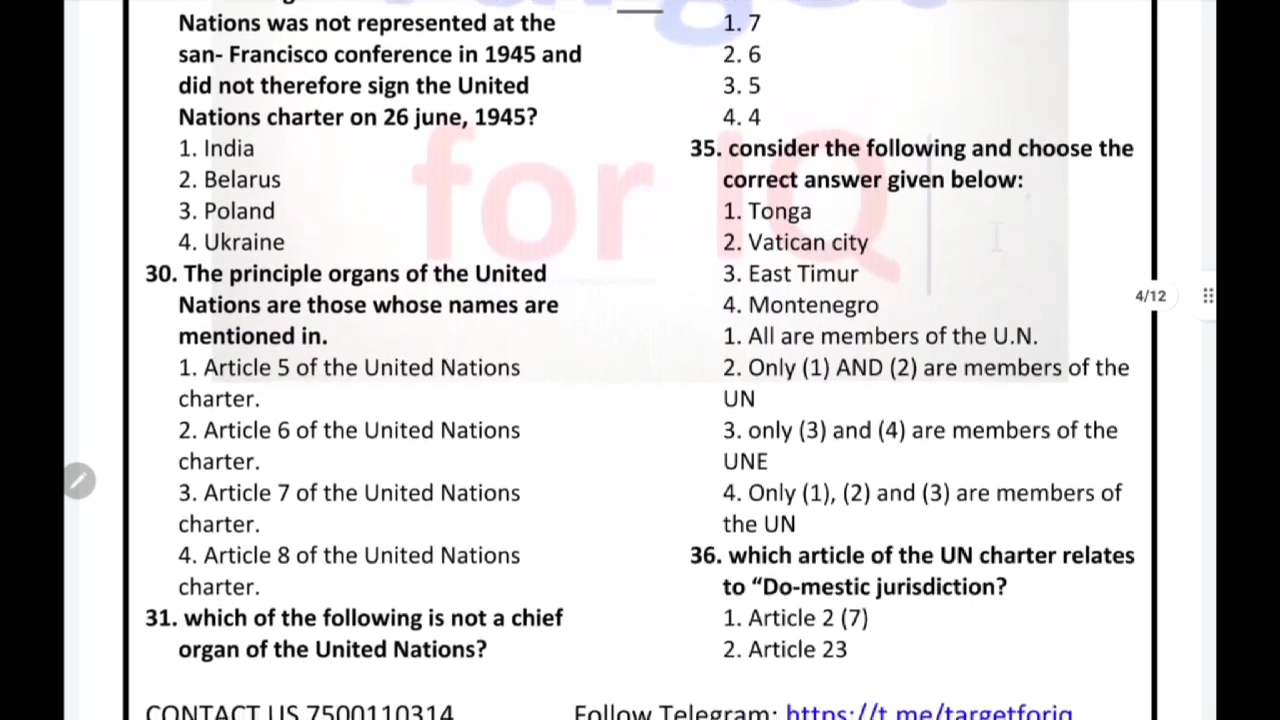 Nations was not represented at the
san- Francisco conference in 1945 and
did not therefore sign the United
Nations charter on 26 june, 1945?
1. India
2. Belarus
3. Poland
4. Ukraine
30. The principle organs of the United
Nations are those whose names are
mentioned in.
1. Article 5 of the United Nations
charter.
2. Article 6 of the United Nations
charter.
3. Article 7 of the United Nations
charter.
4. Article 8 of the United Nations
charter.
31. which of the following is not a chief
organ of the United Nations?
1. 7
2. 6
3. 5
4. 4
35. consider the following and choose the
correct answer given below:
1. Tonga
2. Vatican city
3. East Timur
4. Montenegro
1. All are members of the U.N.
2. Only (1) AND (2) are members of the
UN
3. only (3) and (4) are members of the
UNE
4. Only (1), (2) and (3) are members of
the UN
36. which article of the UN charter relates
to “Do-mestic jurisdiction?
1. Article 2 (7)
2. Article 23
for IQ
4/12
CONTACT US 7500110314
Follow Telegram: https://t.me/targetforiq